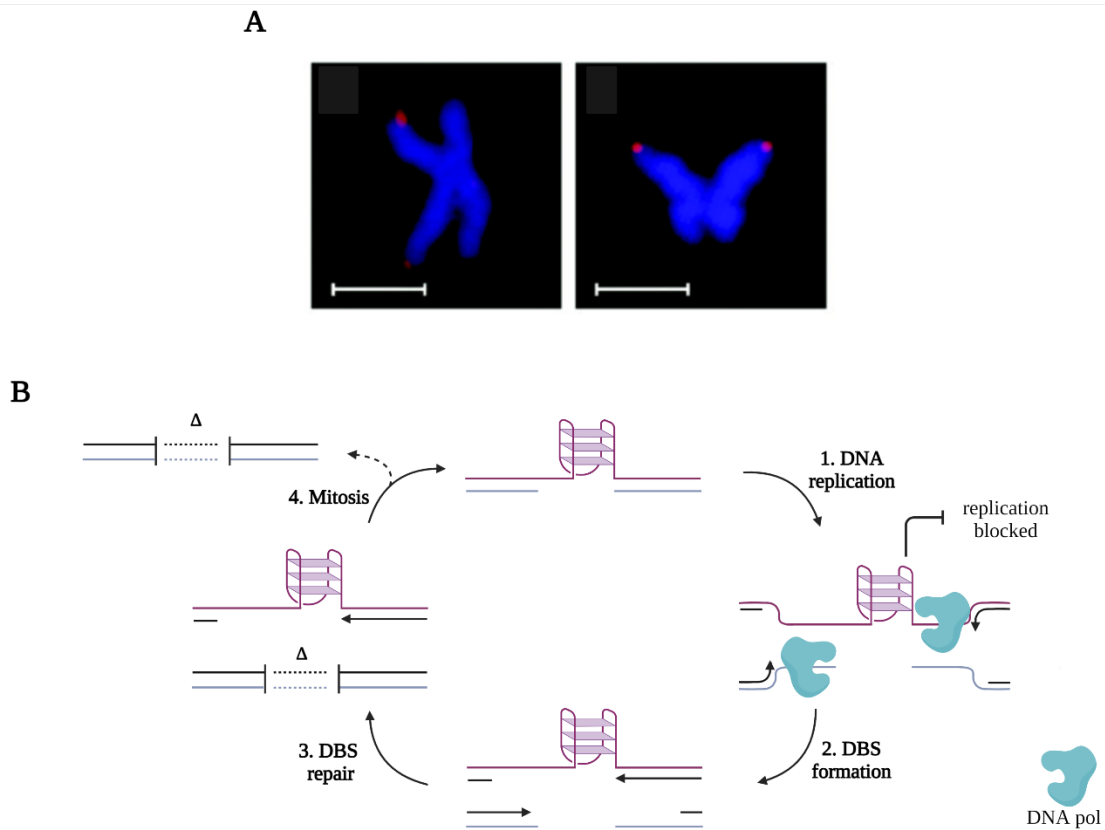 A
B
Δ
4. Mitosis
1. DNA
replication
replication
blocked
Δ
3. DBS
repair
2. DBS
formation
DNA pol